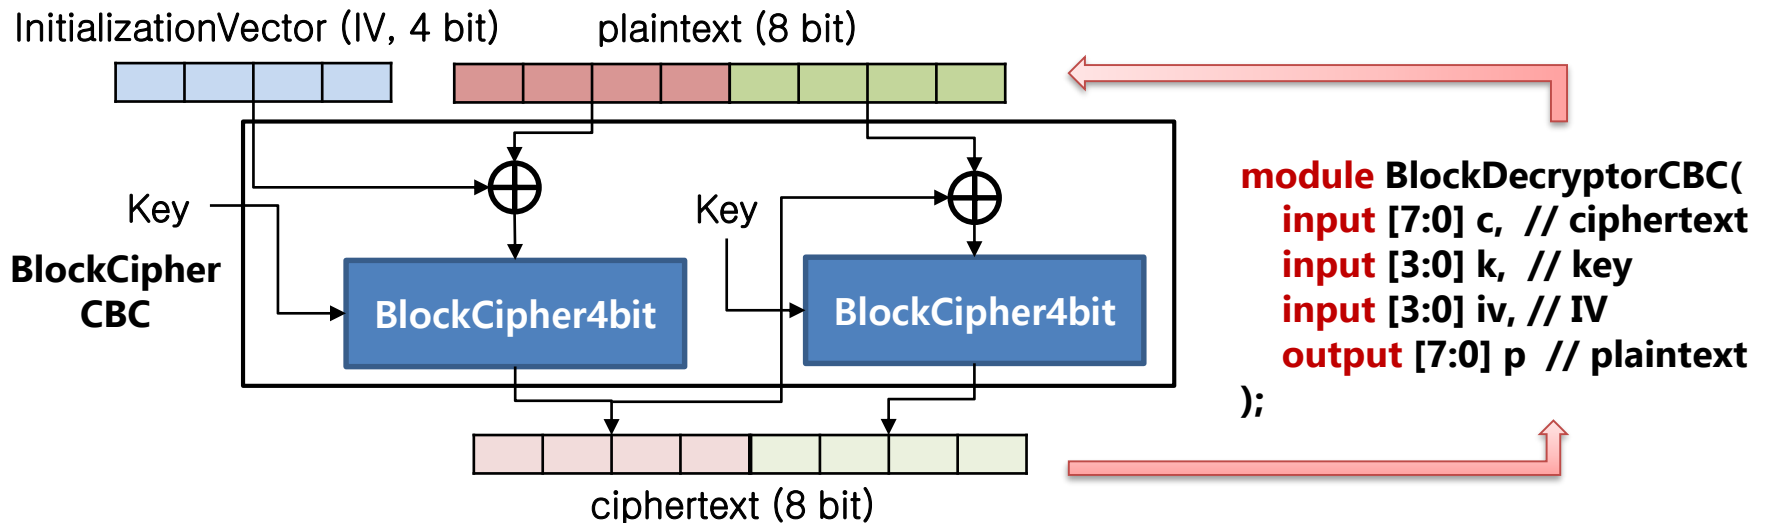 InitializationVector (IV, 4 bit)
plaintext (8 bit)
Key
Key
BlockCipher
CBC
BlockCipher4bit
BlockCipher4bit
ciphertext (8 bit)
module BlockDecryptorCBC(
input [7:0] c, // ciphertext
input [3:0] k, // key
input [3:0] iv, // IV
output [7:0] p // plaintext
);